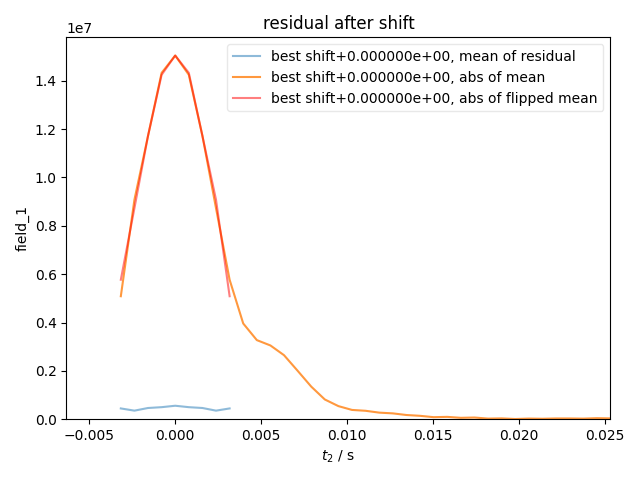 residual after shift
1e7
best shift+0.000000e+00, mean of residual
best shift+0.000000e+00, abs of mean
best shift+0.000000e+00, abs of flipped mean
1.4
1.2
1.0
0.8
0.6
0.4
0.2
0.0
field_1
−0.005 0.000 0.005 0.010 0.015 0.020 0.025
t₂ / s